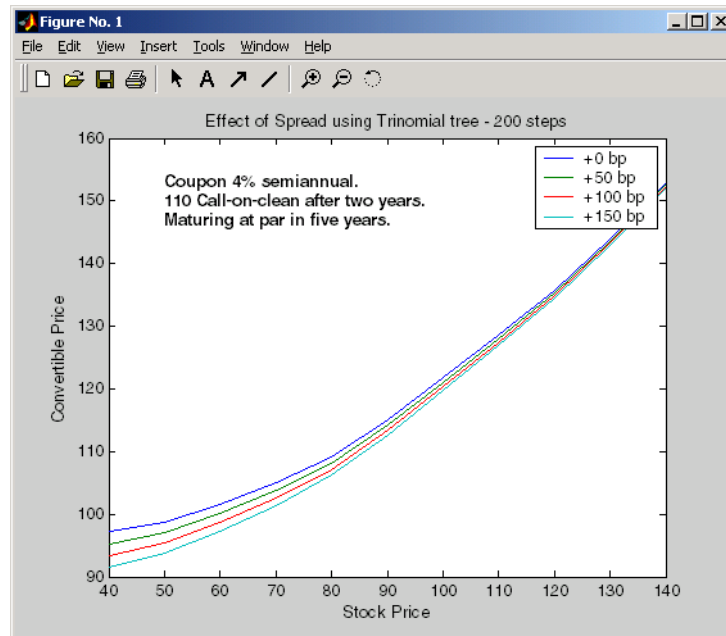 Figure No. 1
File Edit View Insert Tools Window Help
A
Effect of Spread using Trinomial tree - 200 steps
160
150
140
130
120
110
100
90
Convertible Price
Coupon 4% semiannual.
110 Call-on-clean after two years.
Maturing at par in five years.
+0 bp
+50 bp
+100 bp
+150 bp
40 50 60 70 80 90 100 110 120 130 140
Stock Price